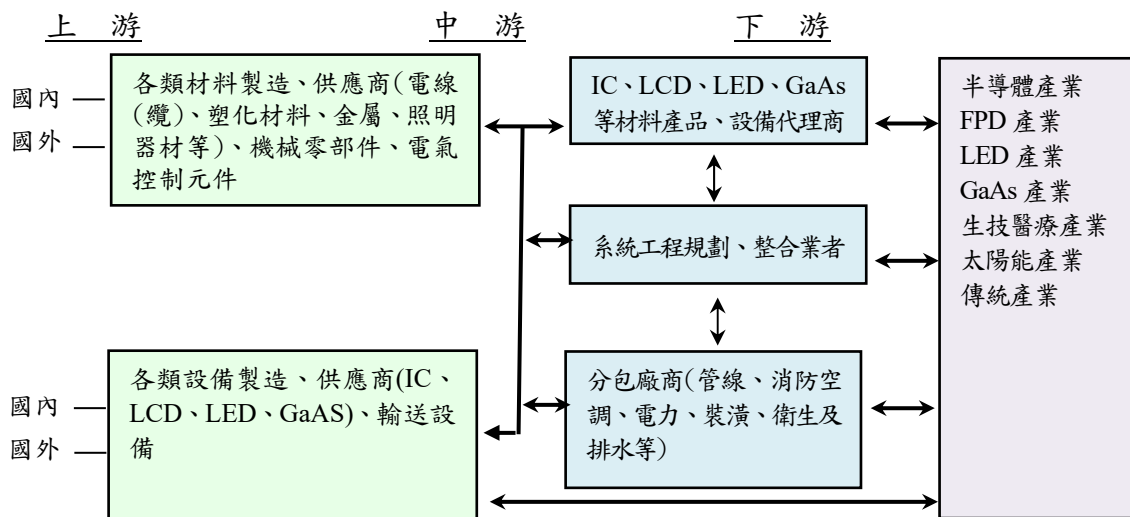 上 游
中 游
下 游
國內
國外
各類材料製造、供應商(電線
(纜)、塑化材料、金屬、照明
器材等)、機械零部件、電氣
控制元件
IC、LCD、LED、GaAs
等材料產品、設備代理商
系統工程規劃、整合業者
國內
國外
各類設備製造、供應商(IC、
LCD、LED、GaAS)、輸送設
備
分包廠商(管線、消防空
調、電力、裝潢、衛生及
排水等)
半導體產業
FPD 產業
LED 產業
GaAs 產業
生技醫療產業
太陽能產業
傳統產業